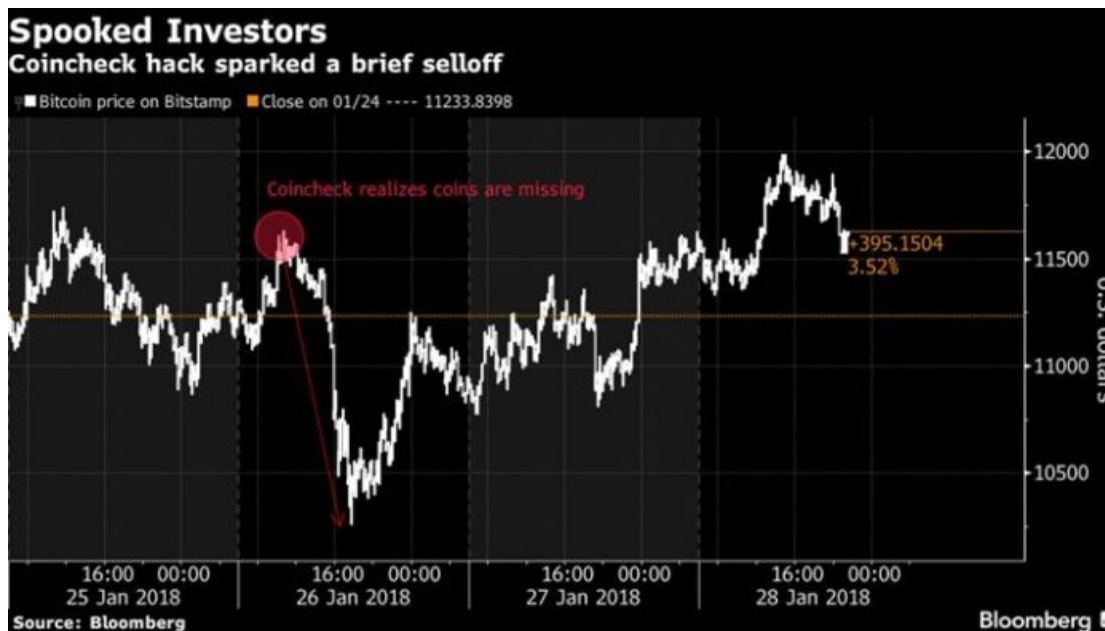 Spooked Investors
Coincheck hack sparked a brief selloff
Bitcoin price on Bitstamp Close on 01/24 ---- 11233.8398
Coincheck realizes coins are missing
12000
+395.1504
3.52%
11500
11000
10500
U.S. dollars
16:00 00:00 16:00 00:00 16:00 00:00 16:00 00:00
25 Jan 2018 26 Jan 2018 27 Jan 2018 28 Jan 2018
Source: Bloomberg
Bloomberg